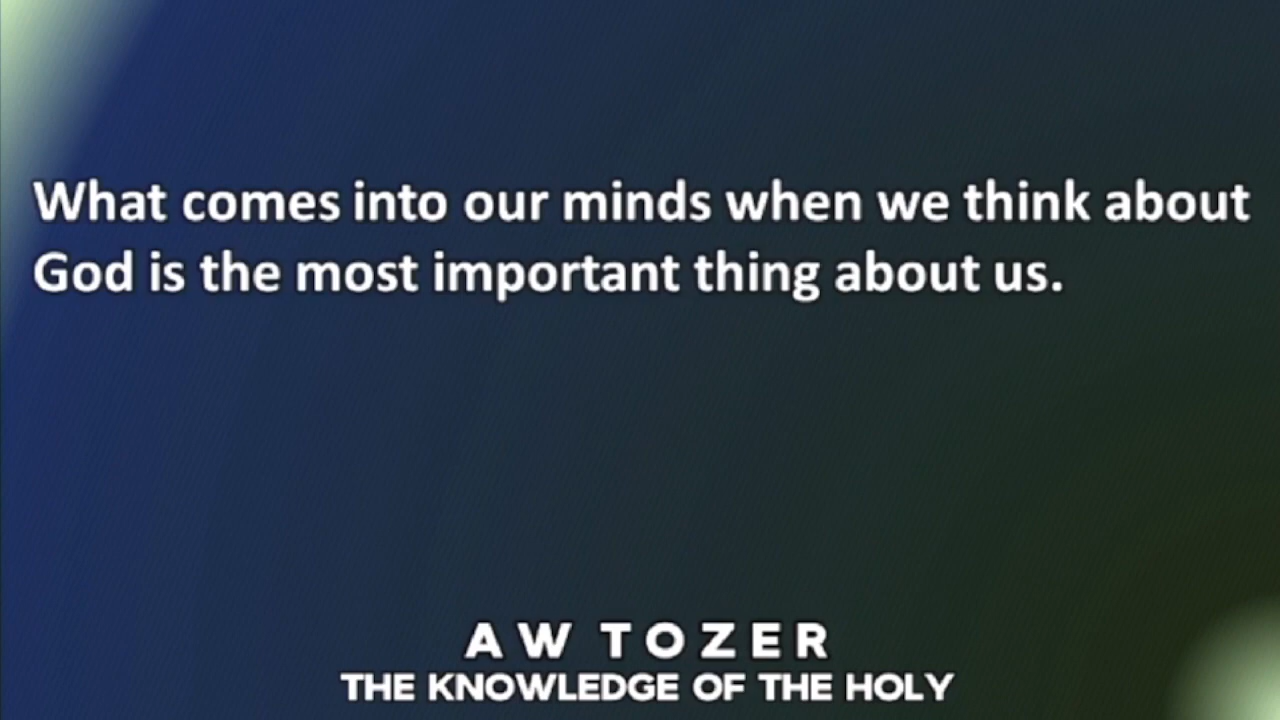 What comes into our minds when we think about
God is the most important thing about us.
AW TOZER
THE KNOWLEDGE OF THE HOLY